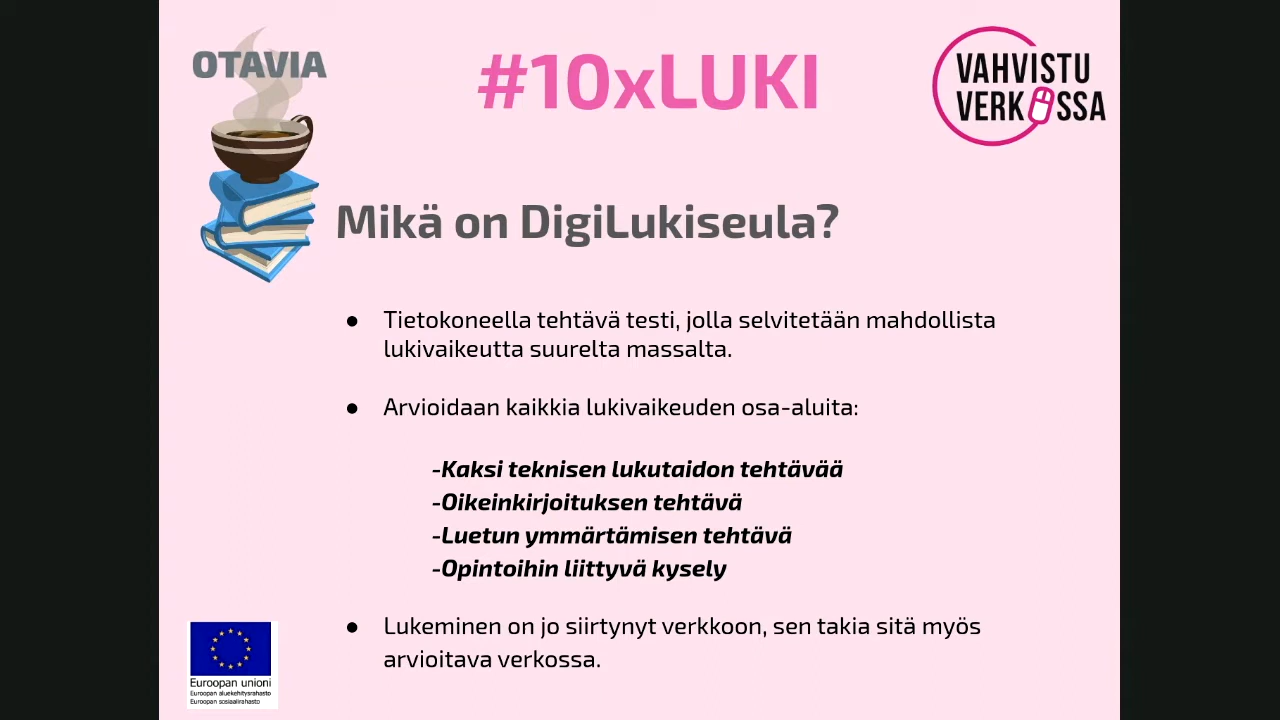 OTAVIA
#10xLUKI
VAHVISTU
VERKOSSA
Mikä on DigiLukiseula?
● Tietokoneella tehtävä testi, jolla selvitetään mahdollista
lukivaikeutta suurelta massalta.
● Arvioidaan kaikkia lukivaikeuden osa-aluita:
-Kaksi teknisen lukutaidon tehtävää
-Oikeinkirjoituksen tehtävä
-Luetun ymmärtämisen tehtävä
-Opintoihin liittyvä kysely
● Lukeminen on jo siirtynyt verkkoon, sen takia sitä myös
arvioitava verkossa.
Euroopan unioni
Euroopan aluekehitysrahasto
Euroopan sosiaalirahasto